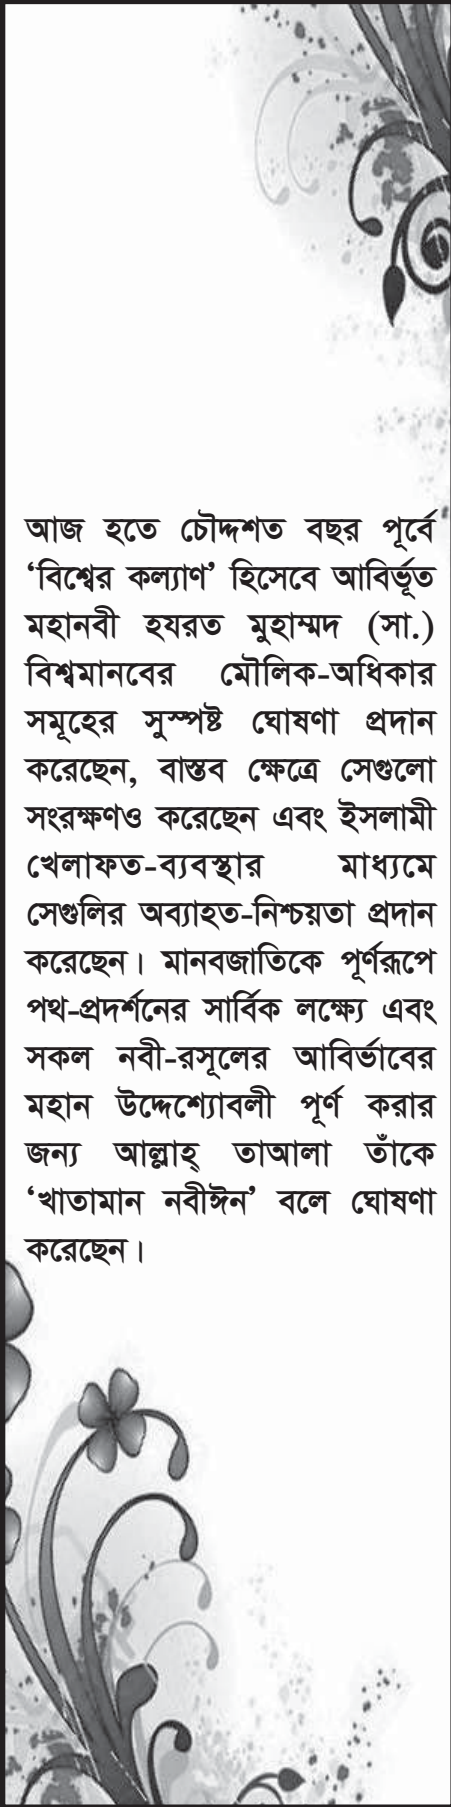 আজ হতে চৌদ্দশত বছর পূর্বে
‘বিশ্বের কল্যাণ’ হিসেবে আবির্ভূত
মহানবী হযরত মুহাম্মদ (সা.)
বিশ্বমানবের মৌলিক-অধিকার
সমূহের সুস্পষ্ট ঘোষণা প্রদান
করেছেন, বাস্তব ক্ষেত্রে সেগুলো
সংরক্ষণও করেছেন এবং ইসলামী
খেলাফত-ব্যবস্থার মাধ্যমে
সেগুলির অব্যাহত-নিশ্চয়তা প্রদান
করেছেন। মানবজাতিকে পূর্ণরূপে
পথ-প্রদর্শনের সার্বিক লক্ষ্যে এবং
সকল নবী-রসূলের আবির্ভাবের
মহান উদ্দেশ্যোবলী পূর্ণ করার
জন্য আল্লাহ্ তাআলা তাঁকে
‘খাতামান নবীঈন’ বলে ঘোষণা
করেছেন।